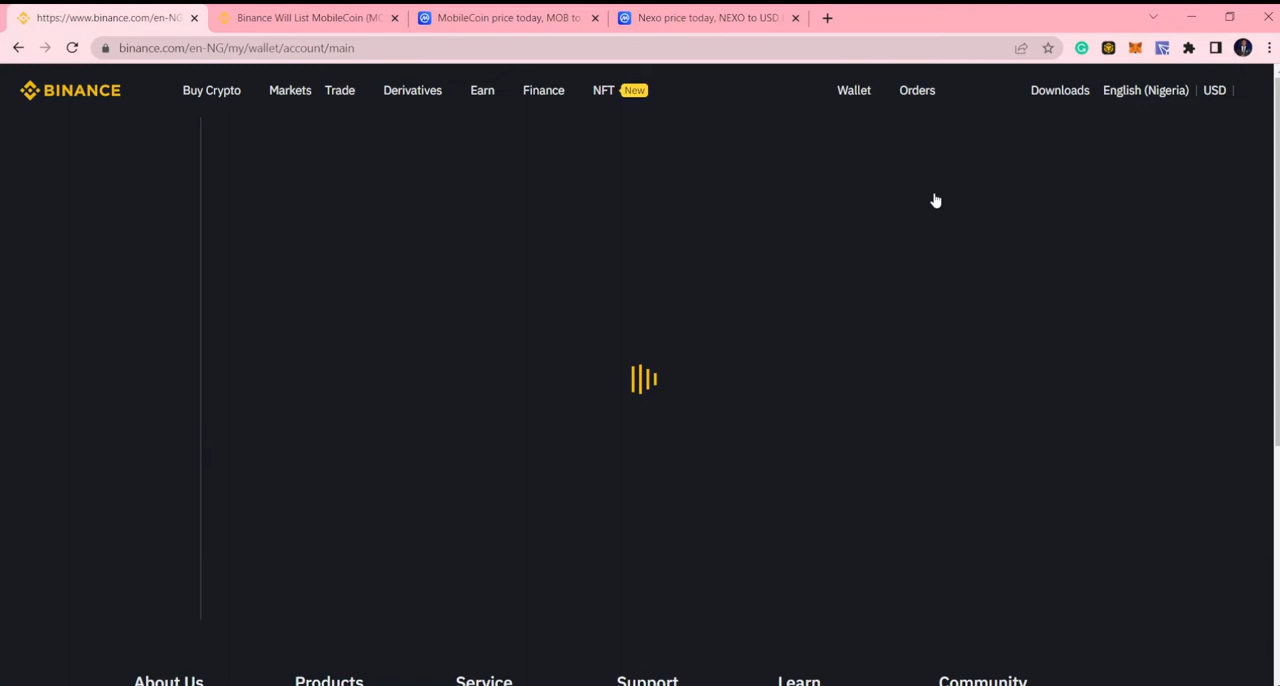 https://www.binance.com/en-NG
Binance Will List MobileCoin (MO
MobileCoin price today, MOB to
Nexo price today, NEXO to USD
binance.com/en-NG/my/wallet/account/main
BINANCE Buy Crypto Markets Trade Derivatives Earn Finance NFT New Wallet Orders Downloads English (Nigeria) | USD |
About Us Products Service Support Learn Community